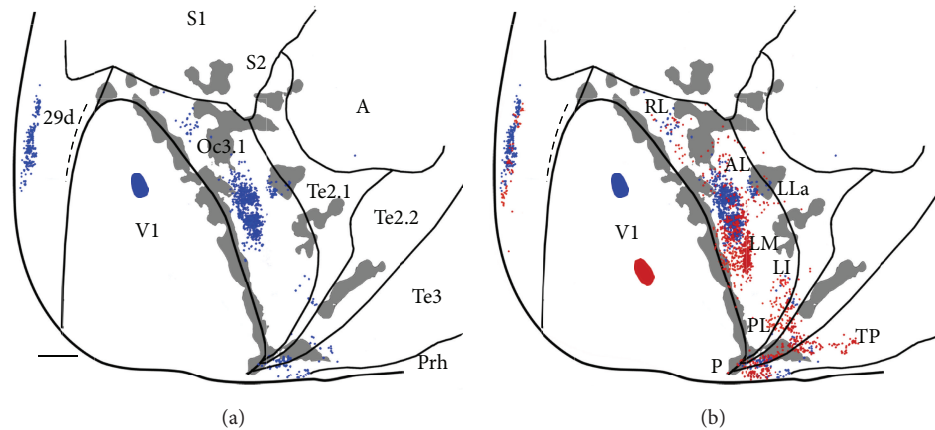 S1
S2
A
29d
Oc3.1
Te2.1
Te2.2
V1
Te3
Prh
(a)
RL
AL
LLa
V1
LM
LI
PL
TP
P
(b)